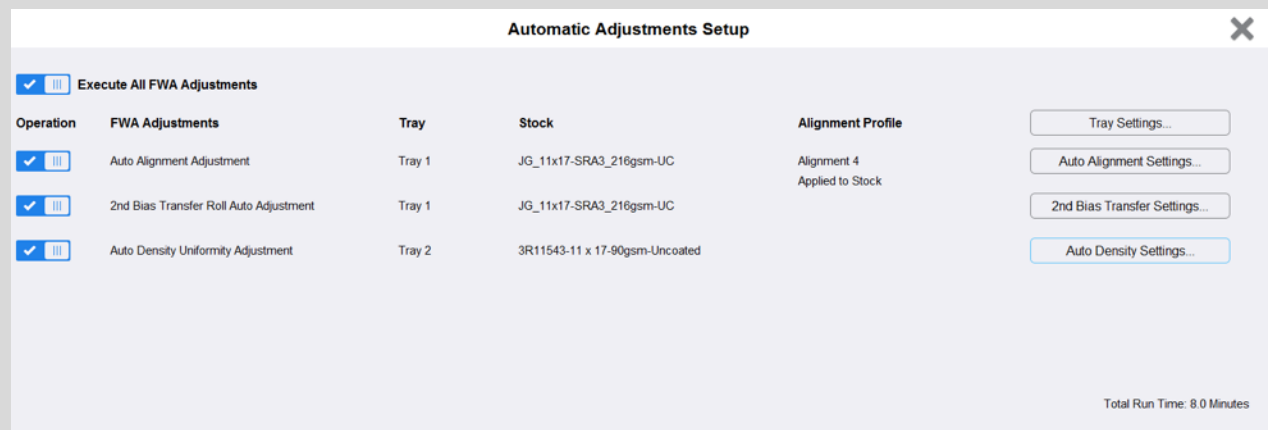 Automatic Adjustments Setup
Execute All FWA Adjustments
Operation FWA Adjustments Tray Stock Alignment Profile Tray Settings...
Auto Alignment Adjustment Tray 1 JG_11x17-SRA3_216gsm-UC Alignment 4 Auto Alignment Settings...
Applied to Stock
2nd Bias Transfer Roll Auto Adjustment Tray 1 JG_11x17-SRA3_216gsm-UC 2nd Bias Transfer Settings...
Auto Density Uniformity Adjustment Tray 2 3R11543-11 x 17-90gsm-Uncoated Auto Density Settings...
Total Run Time: 8.0 Minutes